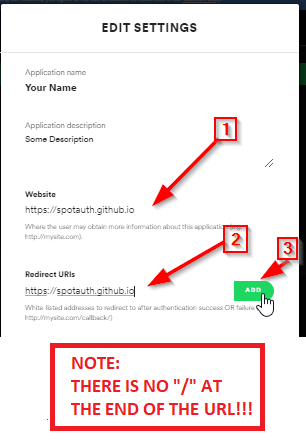 EDIT SETTINGS
Application name
Your Name
Application description
Some Description
1
Website
https://spotauth.github.io
Where the user may obtain more information about this application (e.g.
http://mysite.com).
2
3
Redirect URIs
https://spotauth.github.io
ADD
White-listed addresses to redirect to after authentication success OR failure
http://mysite.com/callback/)
NOTE:
THERE IS NO "/" AT
THE END OF THE URL!!!